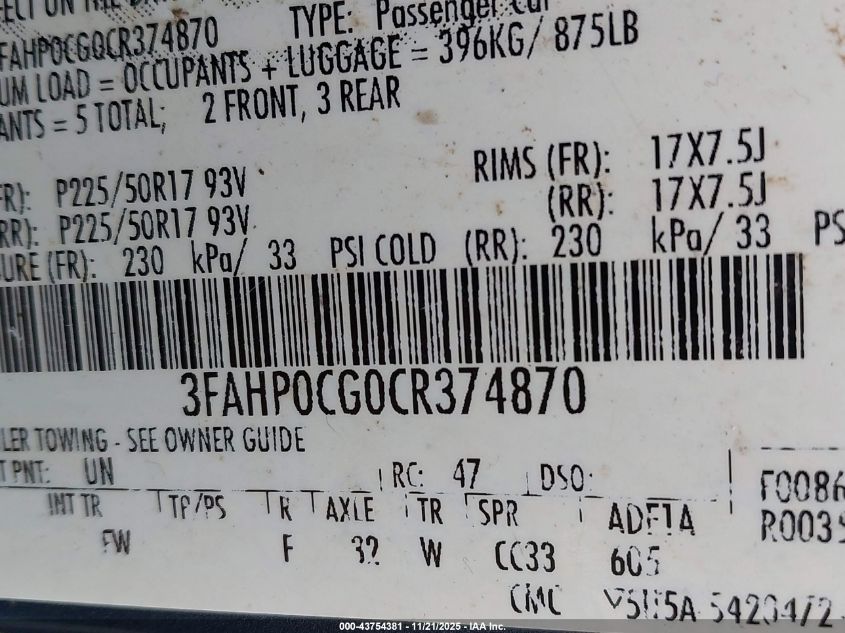 TYPE: Passenger Car
FAHP0CG0CR374870
UM LOAD = OCCUPANTS + LUGGAGE = 396KG/ 875LB
ANTS = 5 TOTAL; 2 FRONT, 3 REAR
FR): P225/50R17 93V RIMS (FR): 17X7.5J
RR): P225/50R17 93V (RR): 17X7.5J
URE (FR): 230 kPa/ 33 PSI COLD (RR): 230 kPa/ 33 PS
3FAHP0CG0CR374870
LER TOWING - SEE OWNER GUIDE
T PNT: UN RC: 47 DSO: F0086
INT TR TP/PS R AXLE TR SPR ADF1A R0039
FW F 32 W CC33 605
CMC
000-43754381 - 11/21/2025 - IAA Inc.